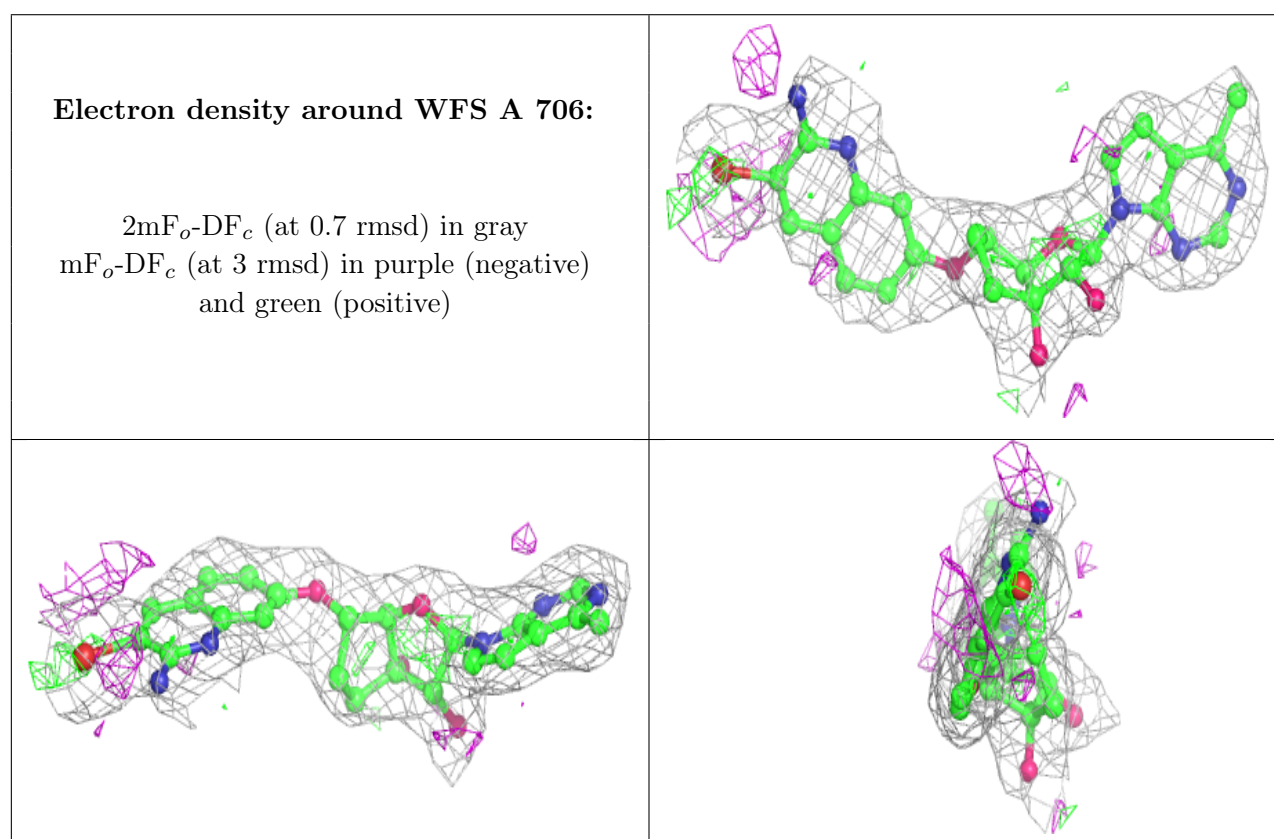 Electron density around WFS A 706:
2mFo-DFc (at 0.7 rmsd) in gray
mFo-DFc (at 3 rmsd) in purple (negative)
and green (positive)